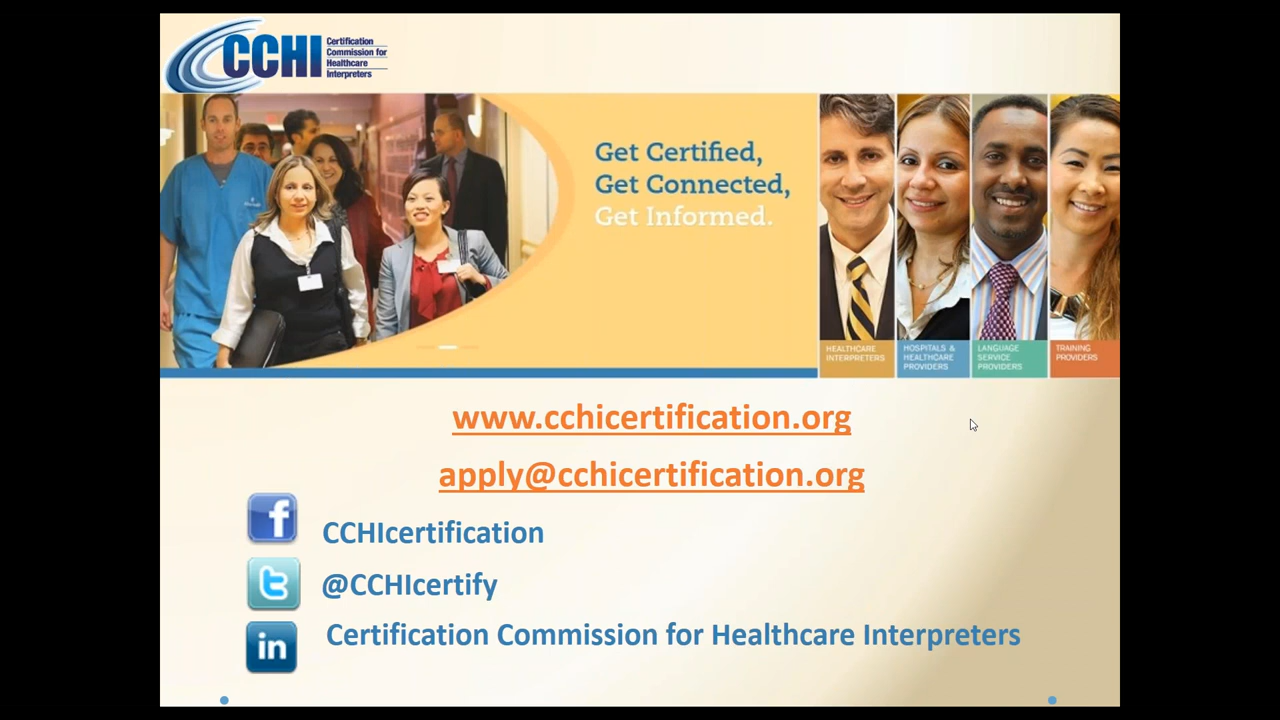 CCHI
Certification
Commission for
Healthcare
Interpreters
Get Certified,
Get Connected,
Get Informed.
HEALTHCARE
INTERPRETERS
HOSPITALS &
HEALTHCARE
PROVIDERS
LANGUAGE
SERVICE
PROVIDERS
TRAINING
PROVIDERS
www.cchicertification.org
apply@cchicertification.org
f
CCHIcertification
t
@CCHIcertify
in
Certification Commission for Healthcare Interpreters